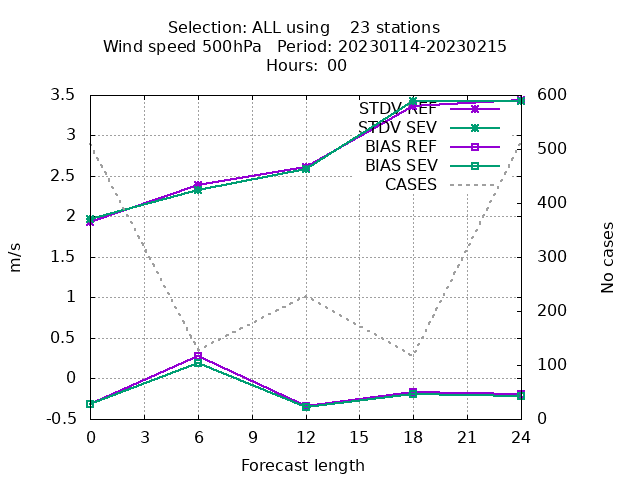 Selection: ALL using    23 stations
Wind speed 500hPa   Period: 20230114-20230215
Hours: 00
3.5
3
2.5
2
1.5
1
0.5
0
-0.5
600
500
400
300
200
100
0
STDV REF
STDV SEV
BIAS REF
BIAS SEV
CASES
m/s
No cases
0 3 6 9 12 15 18 21 24
Forecast length